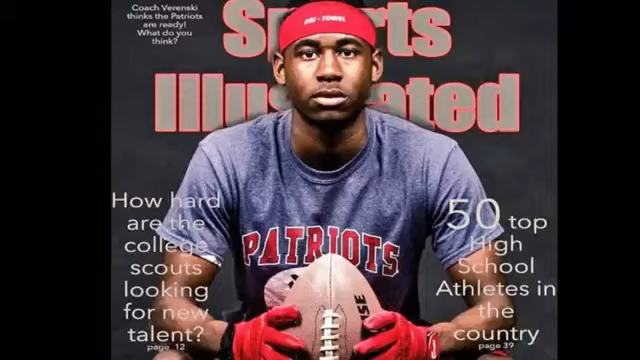 Coach Verenski
thinks the Patriots
are ready!
What do you
think?
Sports
Illustrated
PATRIOTS
How hard
are the
college
scouts
looking
for new
talent?
page 12
50 top
High
School
Athletes in
the
country
page 39